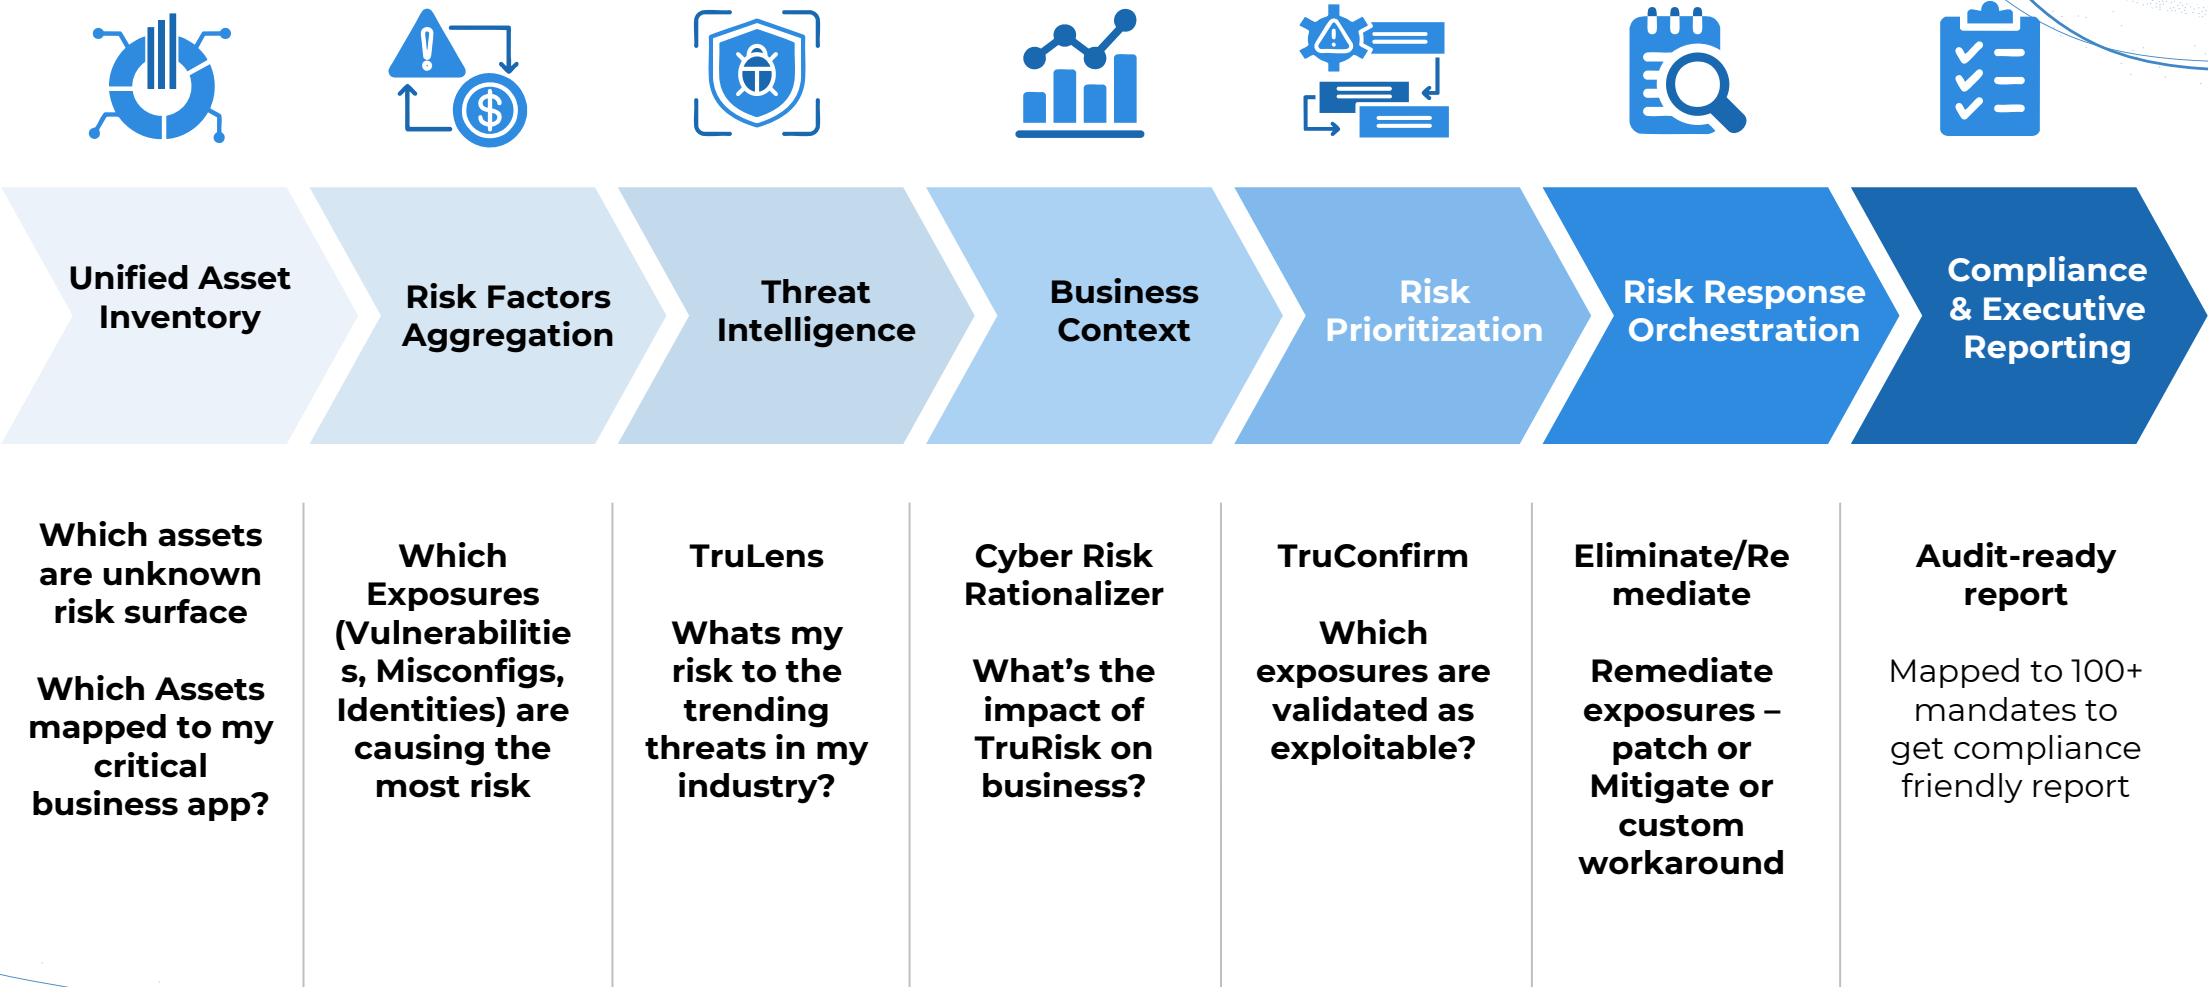 Unified Asset
Inventory
Risk Factors
Aggregation
Threat
Intelligence
Business
Context
Risk
Prioritization
Risk Response
Orchestration
Compliance
& Executive
Reporting
Which assets
are unknown
risk surface
Which Assets
mapped to my
critical
business app?
Which
Exposures
(Vulnerabilitie
s, Misconfigs,
Identities) are
causing the
most risk
TruLens
Whats my
risk to the
trending
threats in my
industry?
Cyber Risk
Rationalizer
What’s the
impact of
TruRisk on
business?
TruConfirm
Which
exposures are
validated as
exploitable?
Eliminate/Re
mediate
Remediate
exposures –
patch or
Mitigate or
custom
workaround
Audit-ready
report
Mapped to 100+
mandates to
get compliance
friendly report